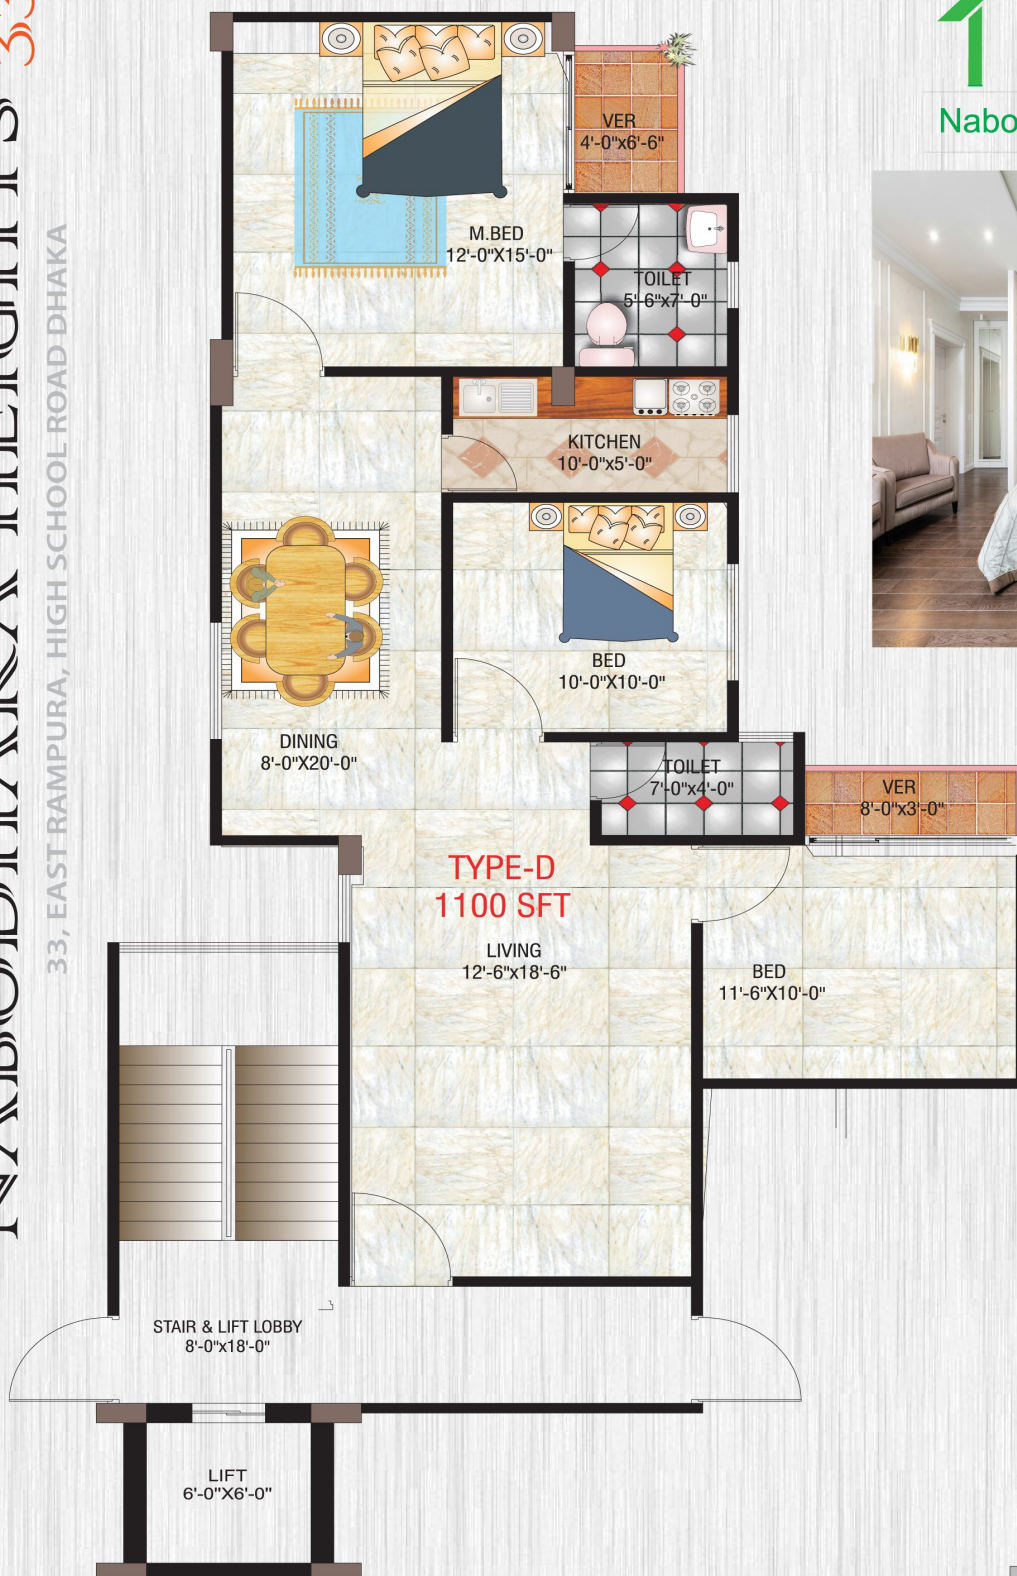 33, EAST RAMPURA, HIGH SCHOOL ROAD DHAKA
1
Nabo
VER
4'-0"x6'-6"
M.BED
12'-0"X15'-0"
TOILET
5'-6"x7'-0"
KITCHEN
10'-0"x5'-0"
BED
10'-0"X10'-0"
DINING
8'-0"X20'-0"
TOILET
7'-0"x4'-0"
VER
8'-0"x3'-0"
TYPE-D
1100 SFT
LIVING
12'-6"x18'-6"
BED
11'-6"X10'-0"
STAIR & LIFT LOBBY
8'-0"x18'-0"
LIFT
6'-0"X6'-0"